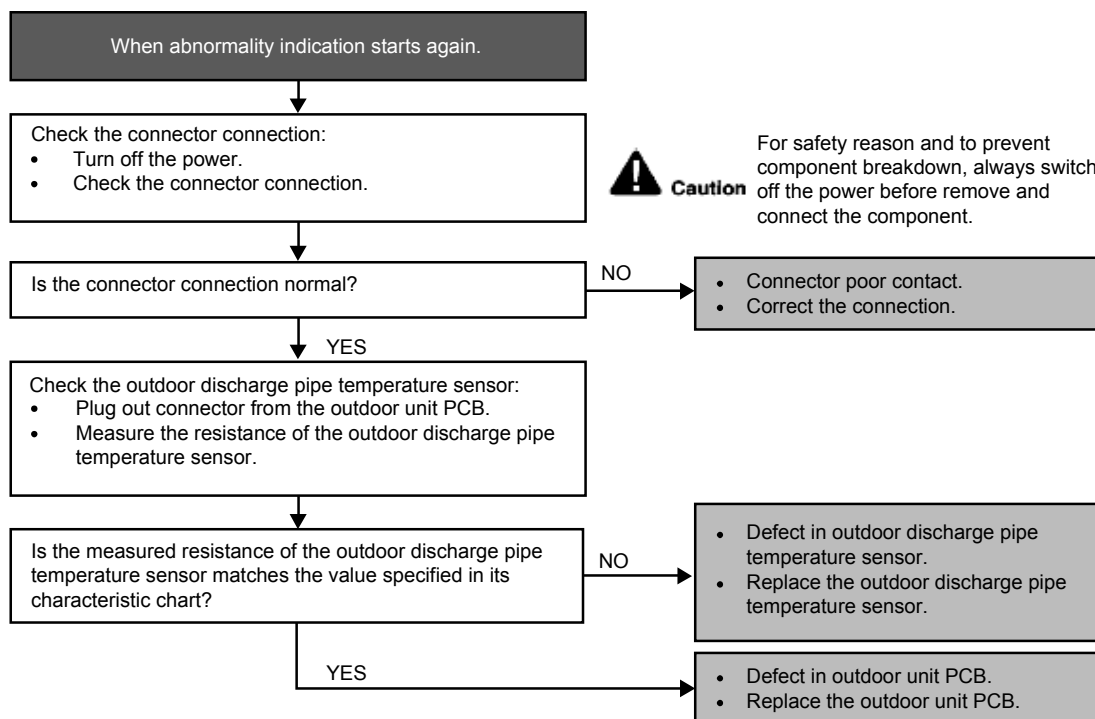 When abnormality indication starts again.
Check the connector connection:
• Turn off the power.
• Check the connector connection.
For safety reason and to prevent
component breakdown, always switch
off the power before remove and
connect the component.
Caution
Is the connector connection normal?
NO
• Connector poor contact.
• Correct the connection.
YES
Check the outdoor discharge pipe temperature sensor:
• Plug out connector from the outdoor unit PCB.
• Measure the resistance of the outdoor discharge pipe
temperature sensor.
Is the measured resistance of the outdoor discharge pipe
temperature sensor matches the value specified in its
characteristic chart?
NO
• Defect in outdoor discharge pipe
temperature sensor.
• Replace the outdoor discharge pipe
temperature sensor.
YES
• Defect in outdoor unit PCB.
• Replace the outdoor unit PCB.